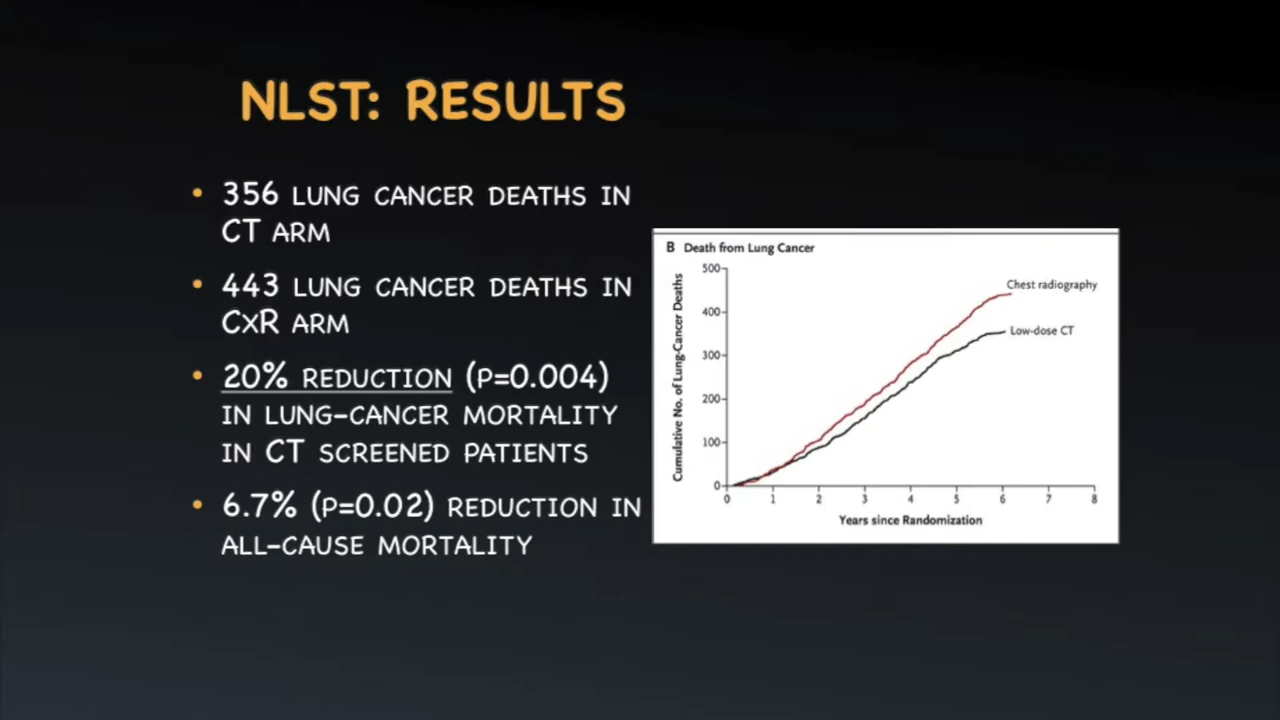 NLST: RESULTS
• 356 LUNG CANCER DEATHS IN
CT ARM
• 443 LUNG CANCER DEATHS IN
CXR ARM
• 20% REDUCTION (P=0.004)
IN LUNG-CANCER MORTALITY
IN CT SCREENED PATIENTS
• 6.7% (P=0.02) REDUCTION IN
ALL-CAUSE MORTALITY
B Death from Lung Cancer
Cumulative No. of Lung-Cancer Deaths
500
400
300
200
100
0
Chest radiography
Low-dose CT
0 1 2 3 4 5 6 7 8
Years since Randomization